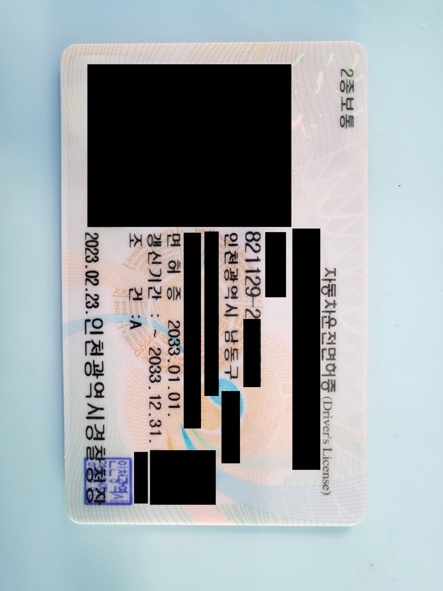 2종보통
자동차운전면허증 (Driver's License)
821129-2
인천광역시 남동구
면 허 증 2033.01.01.
갱신기간 : ~ 2033.12.31.
조 건 :A
2023.02.23. 인천광역시경찰청장